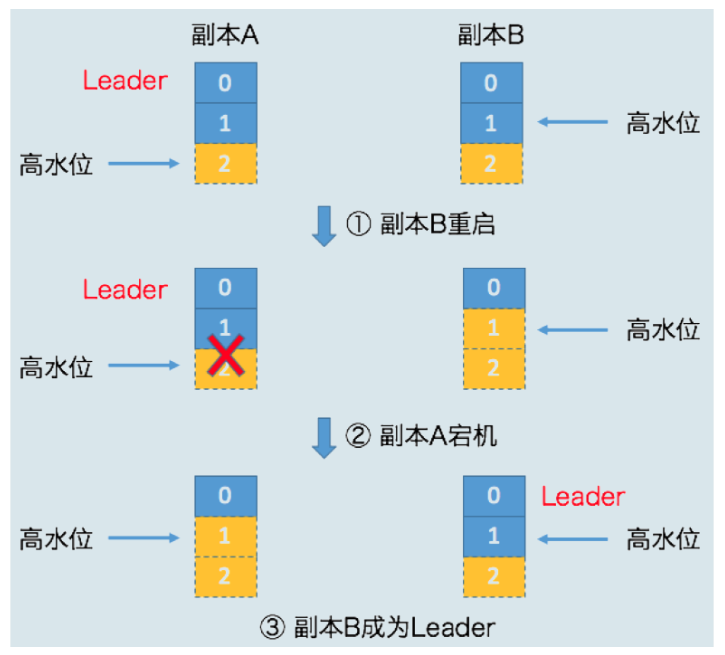 副本A 副本B
Leader 0 0
1 1 高水位
高水位 2 2
① 副本B重启
Leader 0 0
1 1 高水位
高水位 2 2
② 副本A宕机
0 0 Leader
高水位 1 1 高水位
2 2
③ 副本B成为Leader